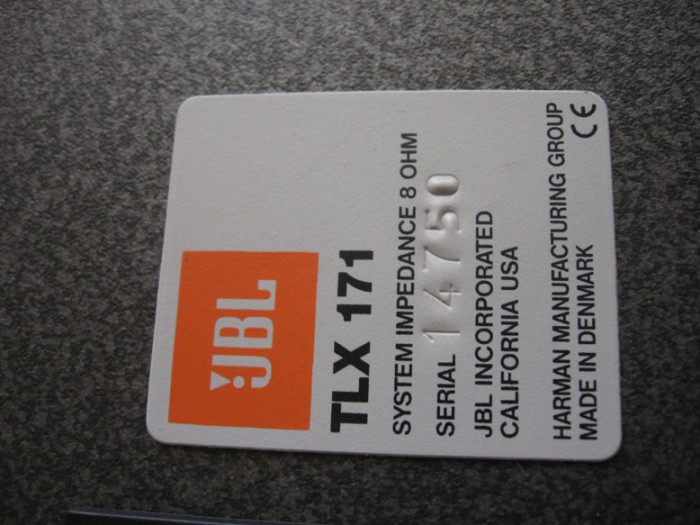 JBL
TLX 171
SYSTEM IMPEDANCE 8 OHM
SERIAL 14750
JBL INCORPORATED
CALIFORNIA USA
HARMAN MANUFACTURING GROUP
MADE IN DENMARK CE